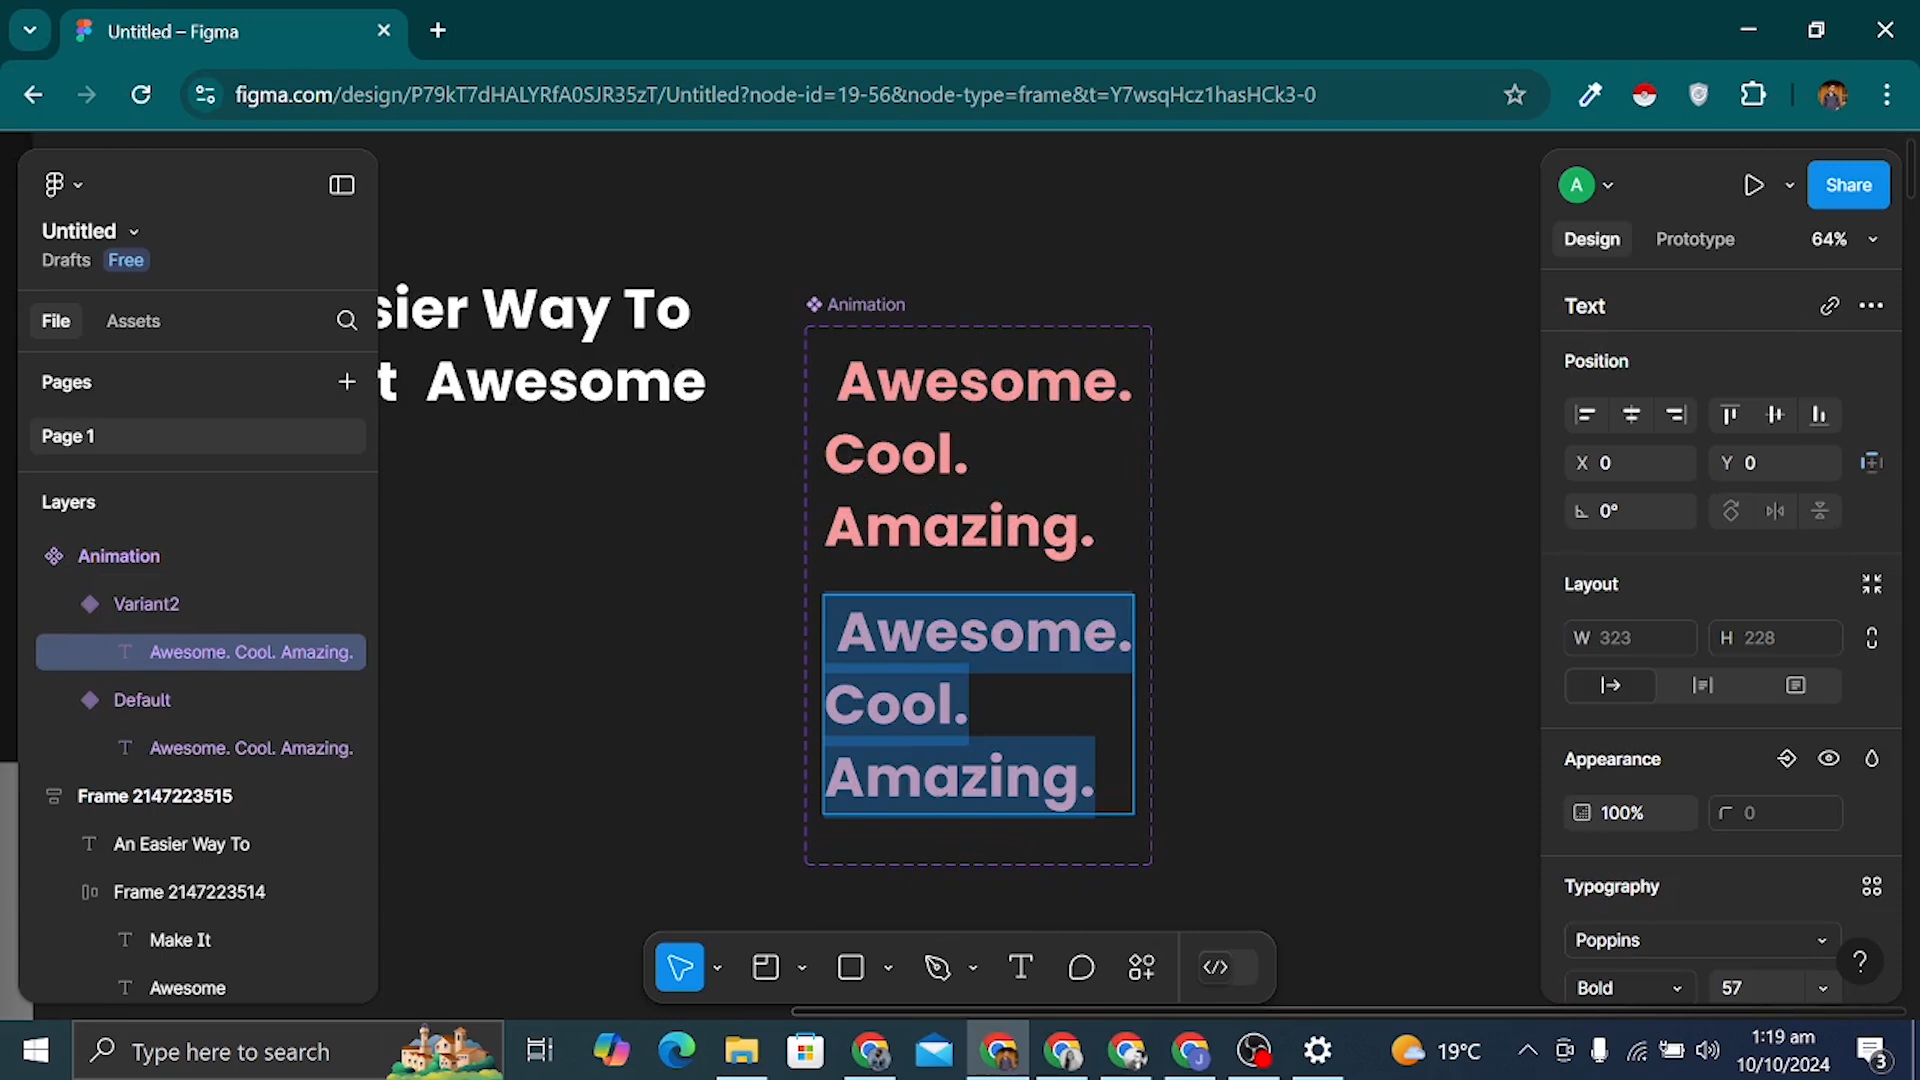 Untitled – Figma
figma.com/design/P79kT7dHALYRfA0SJR35zT/Untitled?node-id=19-56&node-type=frame&t=Y7wsqHcz1hasHCk3-0
Untitled
Drafts Free
File Assets
Pages
Page 1
Layers
Animation
Variant2
Awesome. Cool. Amazing.
Default
Awesome. Cool. Amazing.
Frame 2147223515
An Easier Way To
Frame 2147223514
Make It
Awesome
sier Way To
t Awesome
Animation
Awesome.
Cool.
Amazing.
Awesome.
Cool.
Amazing.
A
Share
Design Prototype 64%
Text
Position
X 0 Y 0
0°
Layout
W 323 H 228
Appearance
100% 0
Typography
Poppins
?
Bold 57
Type here to search
J
19°C
1:19 am
10/10/2024
3